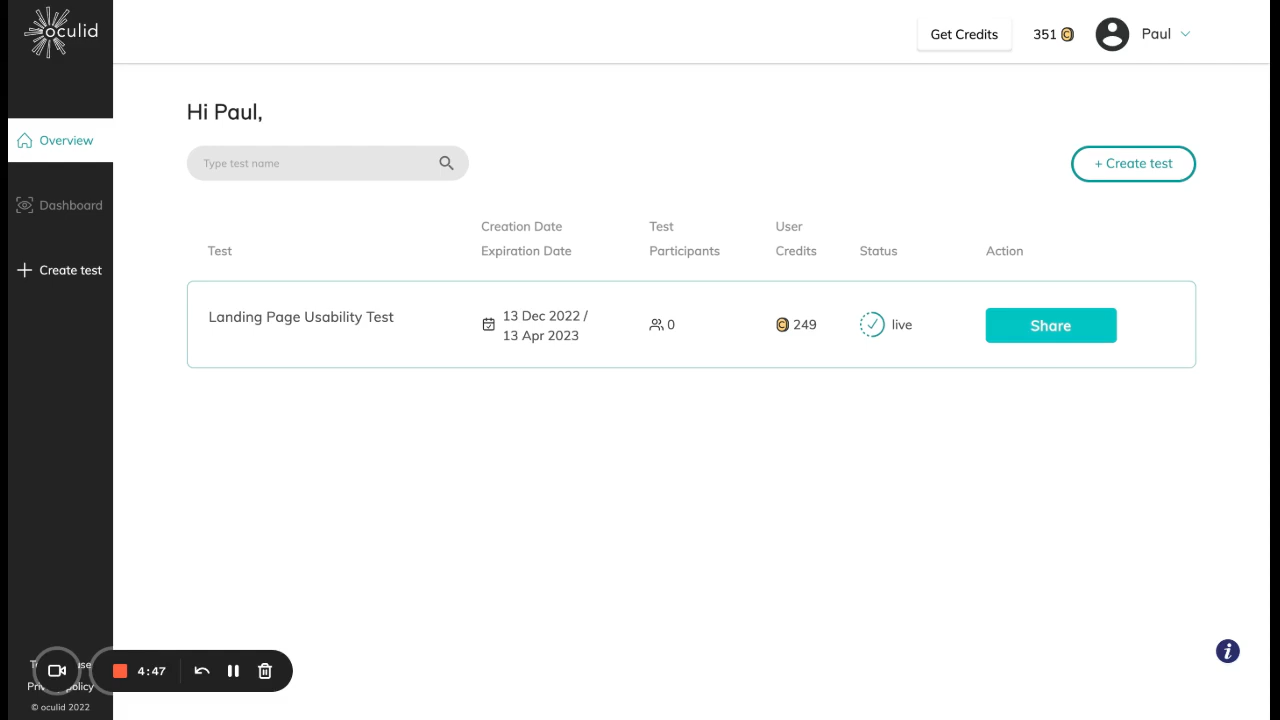 oculid
Get Credits
351
Paul
Overview
Dashboard
Create test
Hi Paul,
Type test name
+ Create test
Test
Creation Date
Expiration Date
Test
Participants
User
Credits
Status
Action
Landing Page Usability Test
13 Dec 2022 /
13 Apr 2023
0
249
live
Share
i
4:47
© oculid 2022